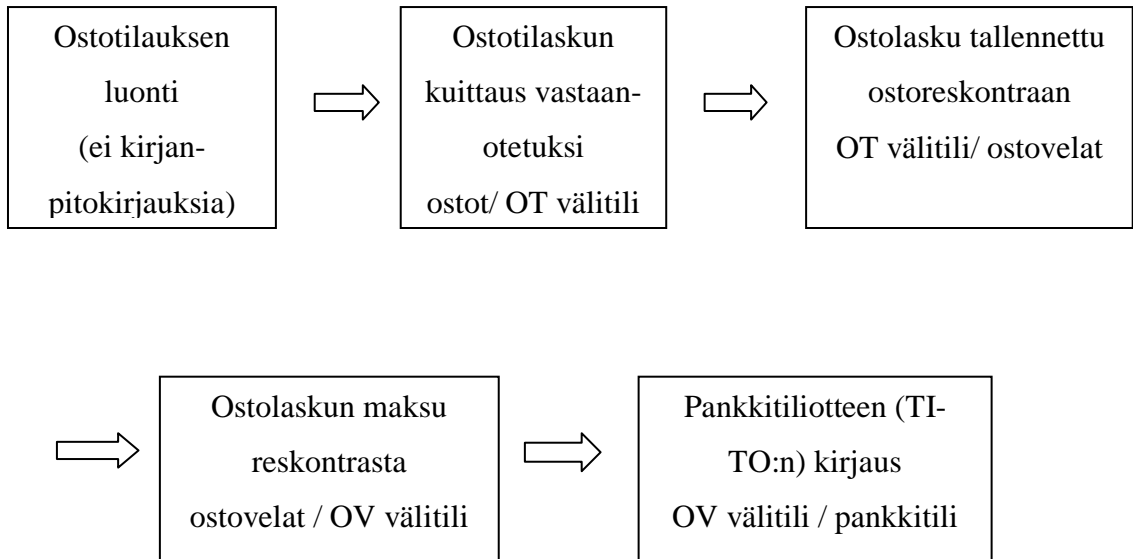 Ostotilauksen
luonti
(ei kirjan-
pitokirjauksia)
Ostotilaskun
kuittaus vastaan-
otetuksi
ostot/ OT välitili
Ostolasku tallennettu
ostoreskontraan
OT välitili/ ostovelat
Ostolaskun maksu
reskontrasta
ostovelat / OV välitili
Pankkitiliotteen (TI-
TO:n) kirjaus
OV välitili / pankkitili